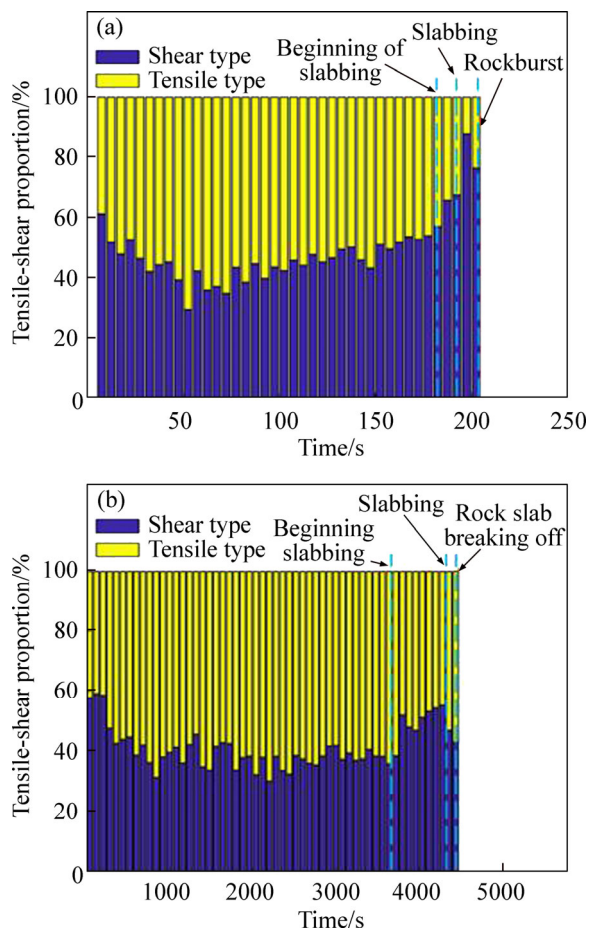 (a)
Shear type
Tensile type
Beginning of
slabbing
Slabbing
Rockburst
Tensile-shear proportion/%
100
80
60
40
20
0
50
100
150
200
250
Time/s
(b)
Shear type
Tensile type
Beginning
slabbing
Slabbing
Rock slab
breaking off
Tensile-shear proportion/%
100
80
60
40
20
0
1000
2000
3000
4000
5000
Time/s